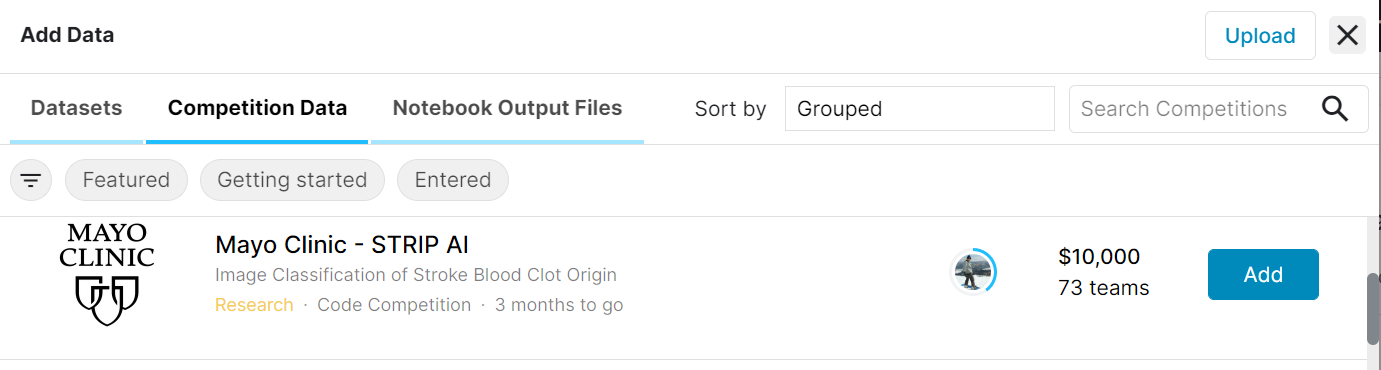 Add Data
Upload
Datasets
Competition Data
Notebook Output Files
Sort by
Grouped
Search Competitions
Featured
Getting started
Entered
MAYO
CLINIC
Mayo Clinic - STRIP AI
Image Classification of Stroke Blood Clot Origin
Research · Code Competition · 3 months to go
$10,000
73 teams
Add